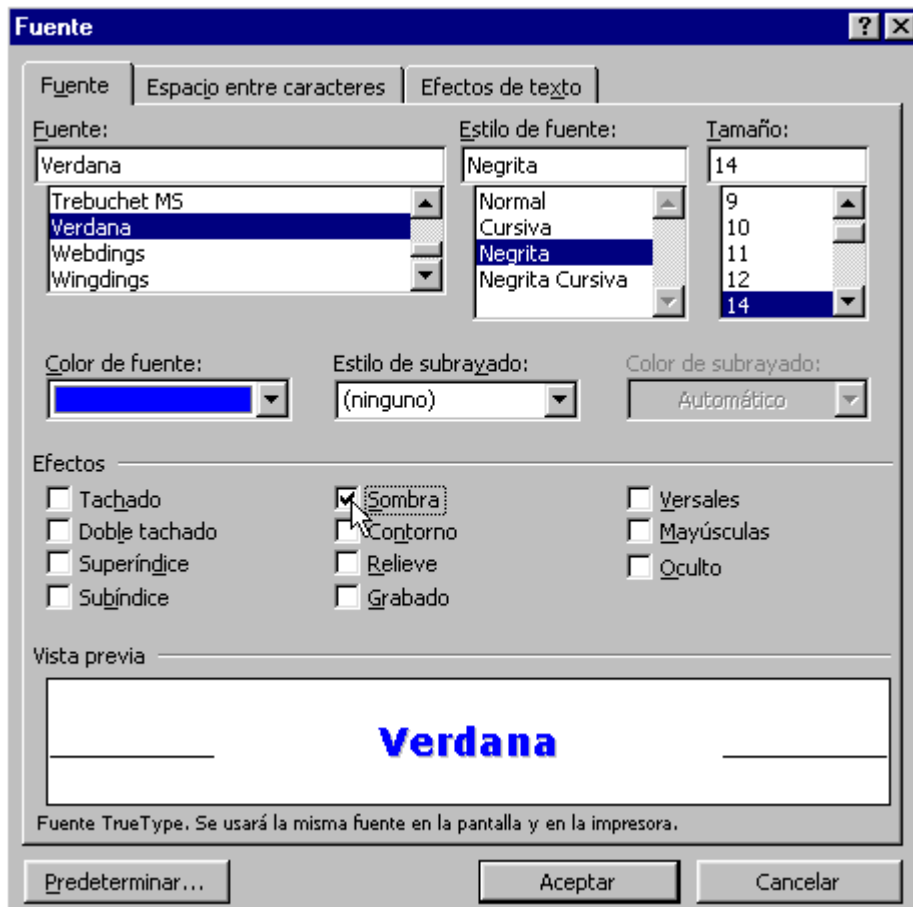 Fuente
Fuente Espacio entre caracteres Efectos de texto
Fuente: Estilo de fuente: Tamaño:
Verdana Negrita 14
Trebuchet MS Normal 9
Verdana Cursiva 10
Webdings Negrita 11
Wingdings Negrita Cursiva 12
14
Color de fuente: Estilo de subrayado: Color de subrayado:
(ninguno) Automático
Efectos
Tachado Sombra Versales
Doble tachado Contorno Mayúsculas
Superíndice Relieve Oculto
Subíndice Grabado
Vista previa
Verdana
Fuente TrueType. Se usará la misma fuente en la pantalla y en la impresora.
Predeterminar... Aceptar Cancelar